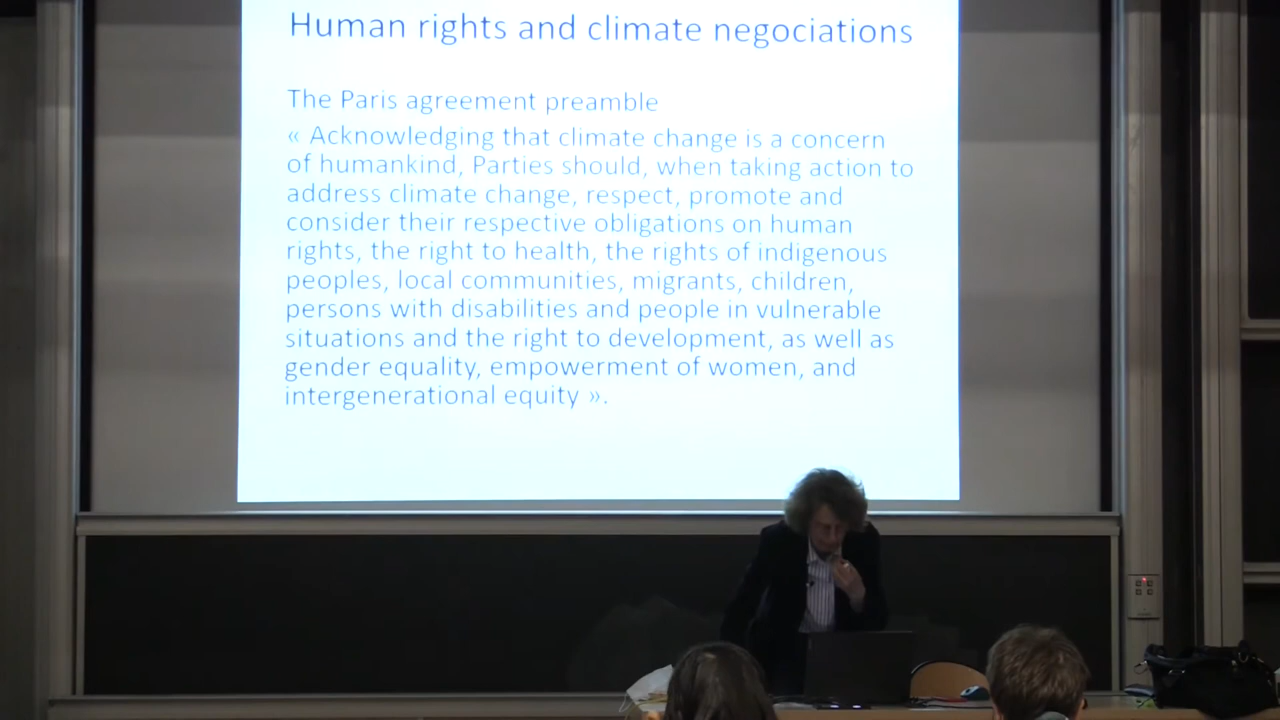 Human rights and climate negociations
The Paris agreement preamble
« Acknowledging that climate change is a concern
of humankind, Parties should, when taking action to
address climate change, respect, promote and
consider their respective obligations on human
rights, the right to health, the rights of indigenous
peoples, local communities, migrants, children,
persons with disabilities and people in vulnerable
situations and the right to development, as well as
gender equality, empowerment of women, and
intergenerational equity ».